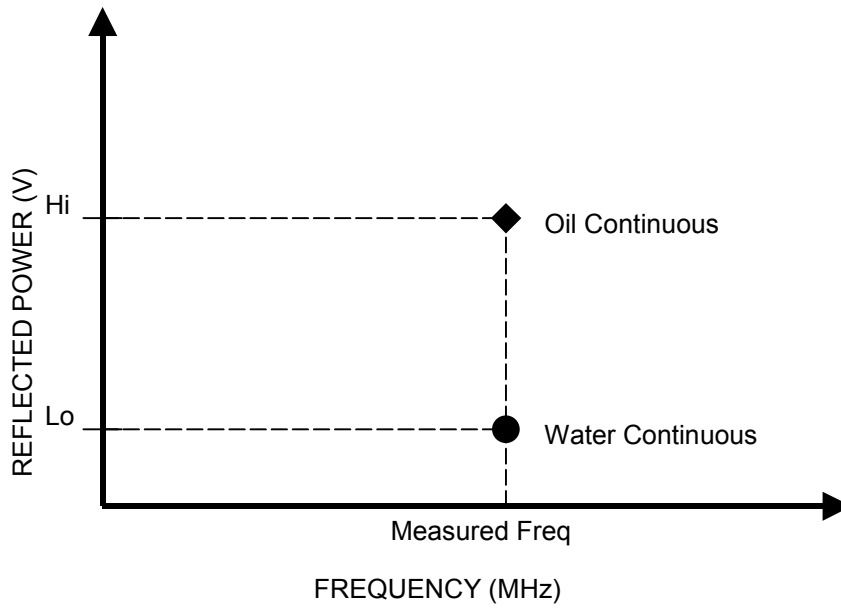 REFLECTED POWER (V)
Hi
Oil Continuous
Lo
Water Continuous
Measured Freq
FREQUENCY (MHz)